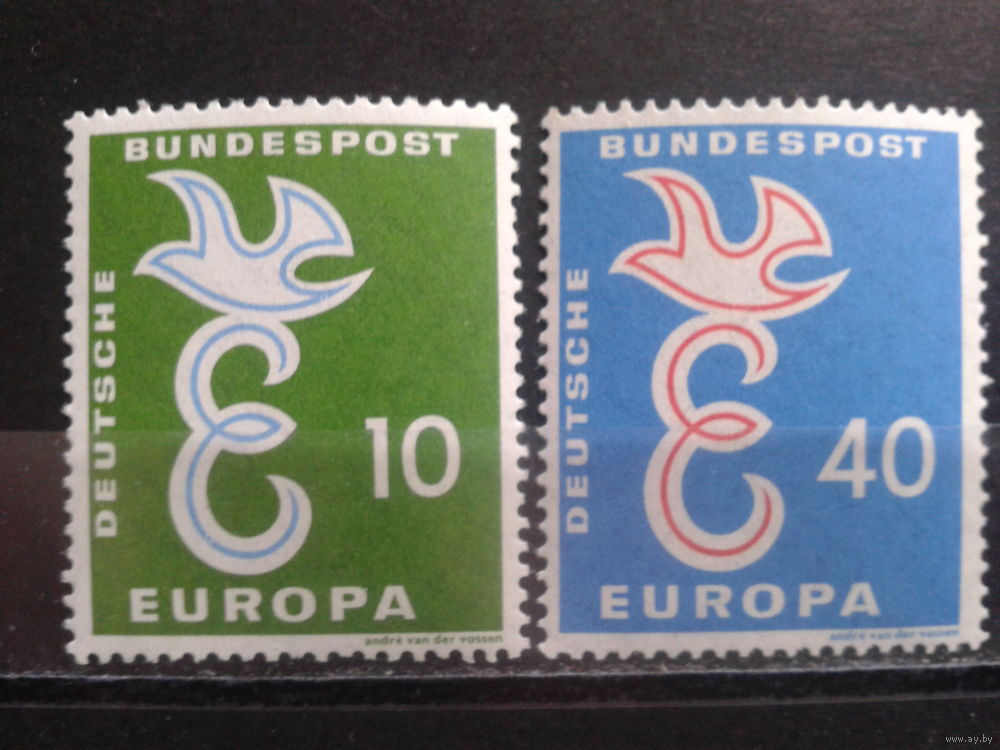 BUNDESPOST
DEUTSCHE
10
EUROPA
andré van der vossen
BUNDESPOST
DEUTSCHE
40
EUROPA
andré van der vossen
www.ay.by